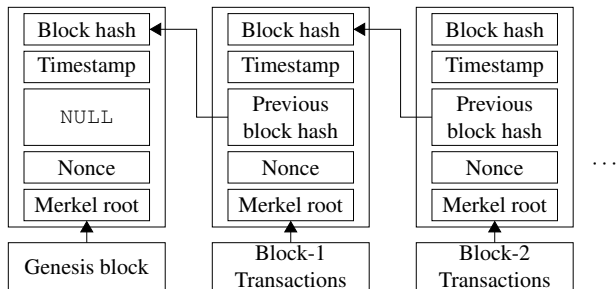 Block hash
Timestamp
NULL
Nonce
Merkel root
Genesis block
Block hash
Timestamp
Previous
block hash
Nonce
Merkel root
Block-1
Transactions
Block hash
Timestamp
Previous
block hash
Nonce
Merkel root
Block-2
Transactions
...